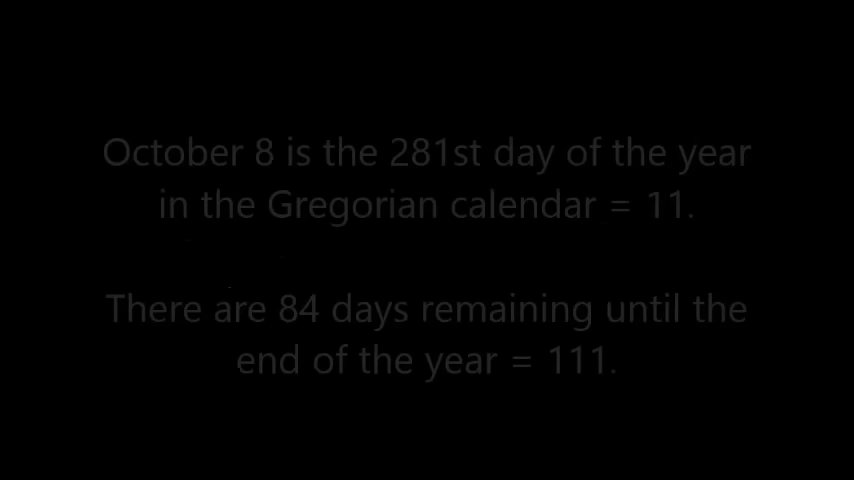 October 8 is the 281st day of the year
in the Gregorian calendar = 11.
There are 84 days remaining until the
end of the year = 111.